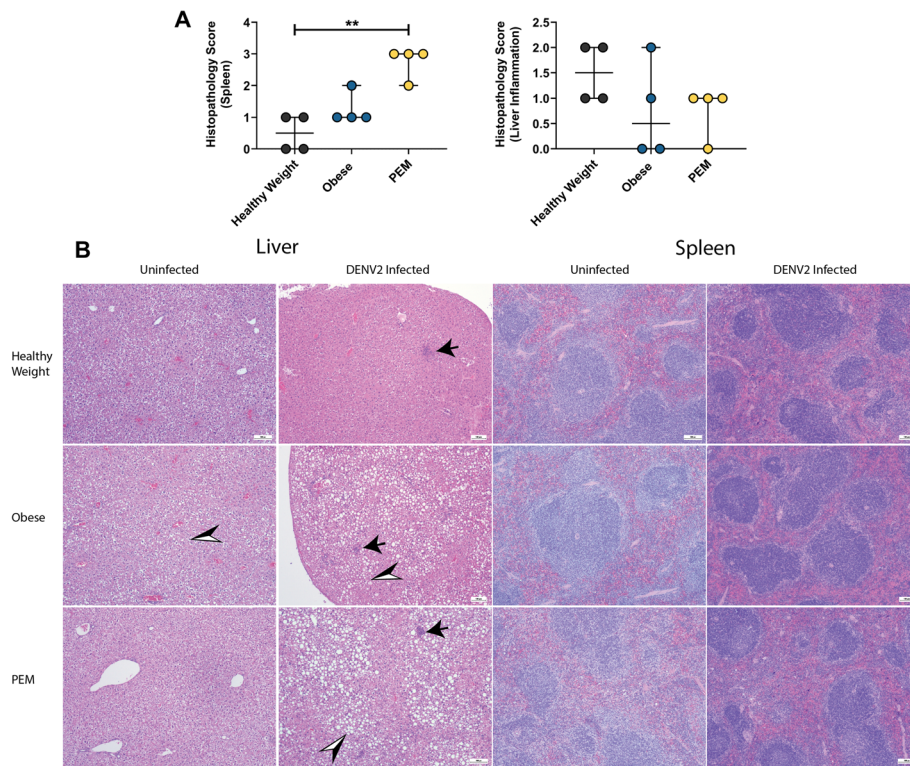 A
**
Histopathology Score
(Spleen)
4
3
2
1
0
Healthy Weight
Obese
PEM
Histopathology Score
(Liver Inflammation)
2.5
2.0
1.5
1.0
0.5
0.0
Healthy Weight
Obese
PEM
B
Liver
Spleen
Uninfected
DENV2 Infected
Uninfected
DENV2 Infected
Healthy
Weight
Obese
PEM